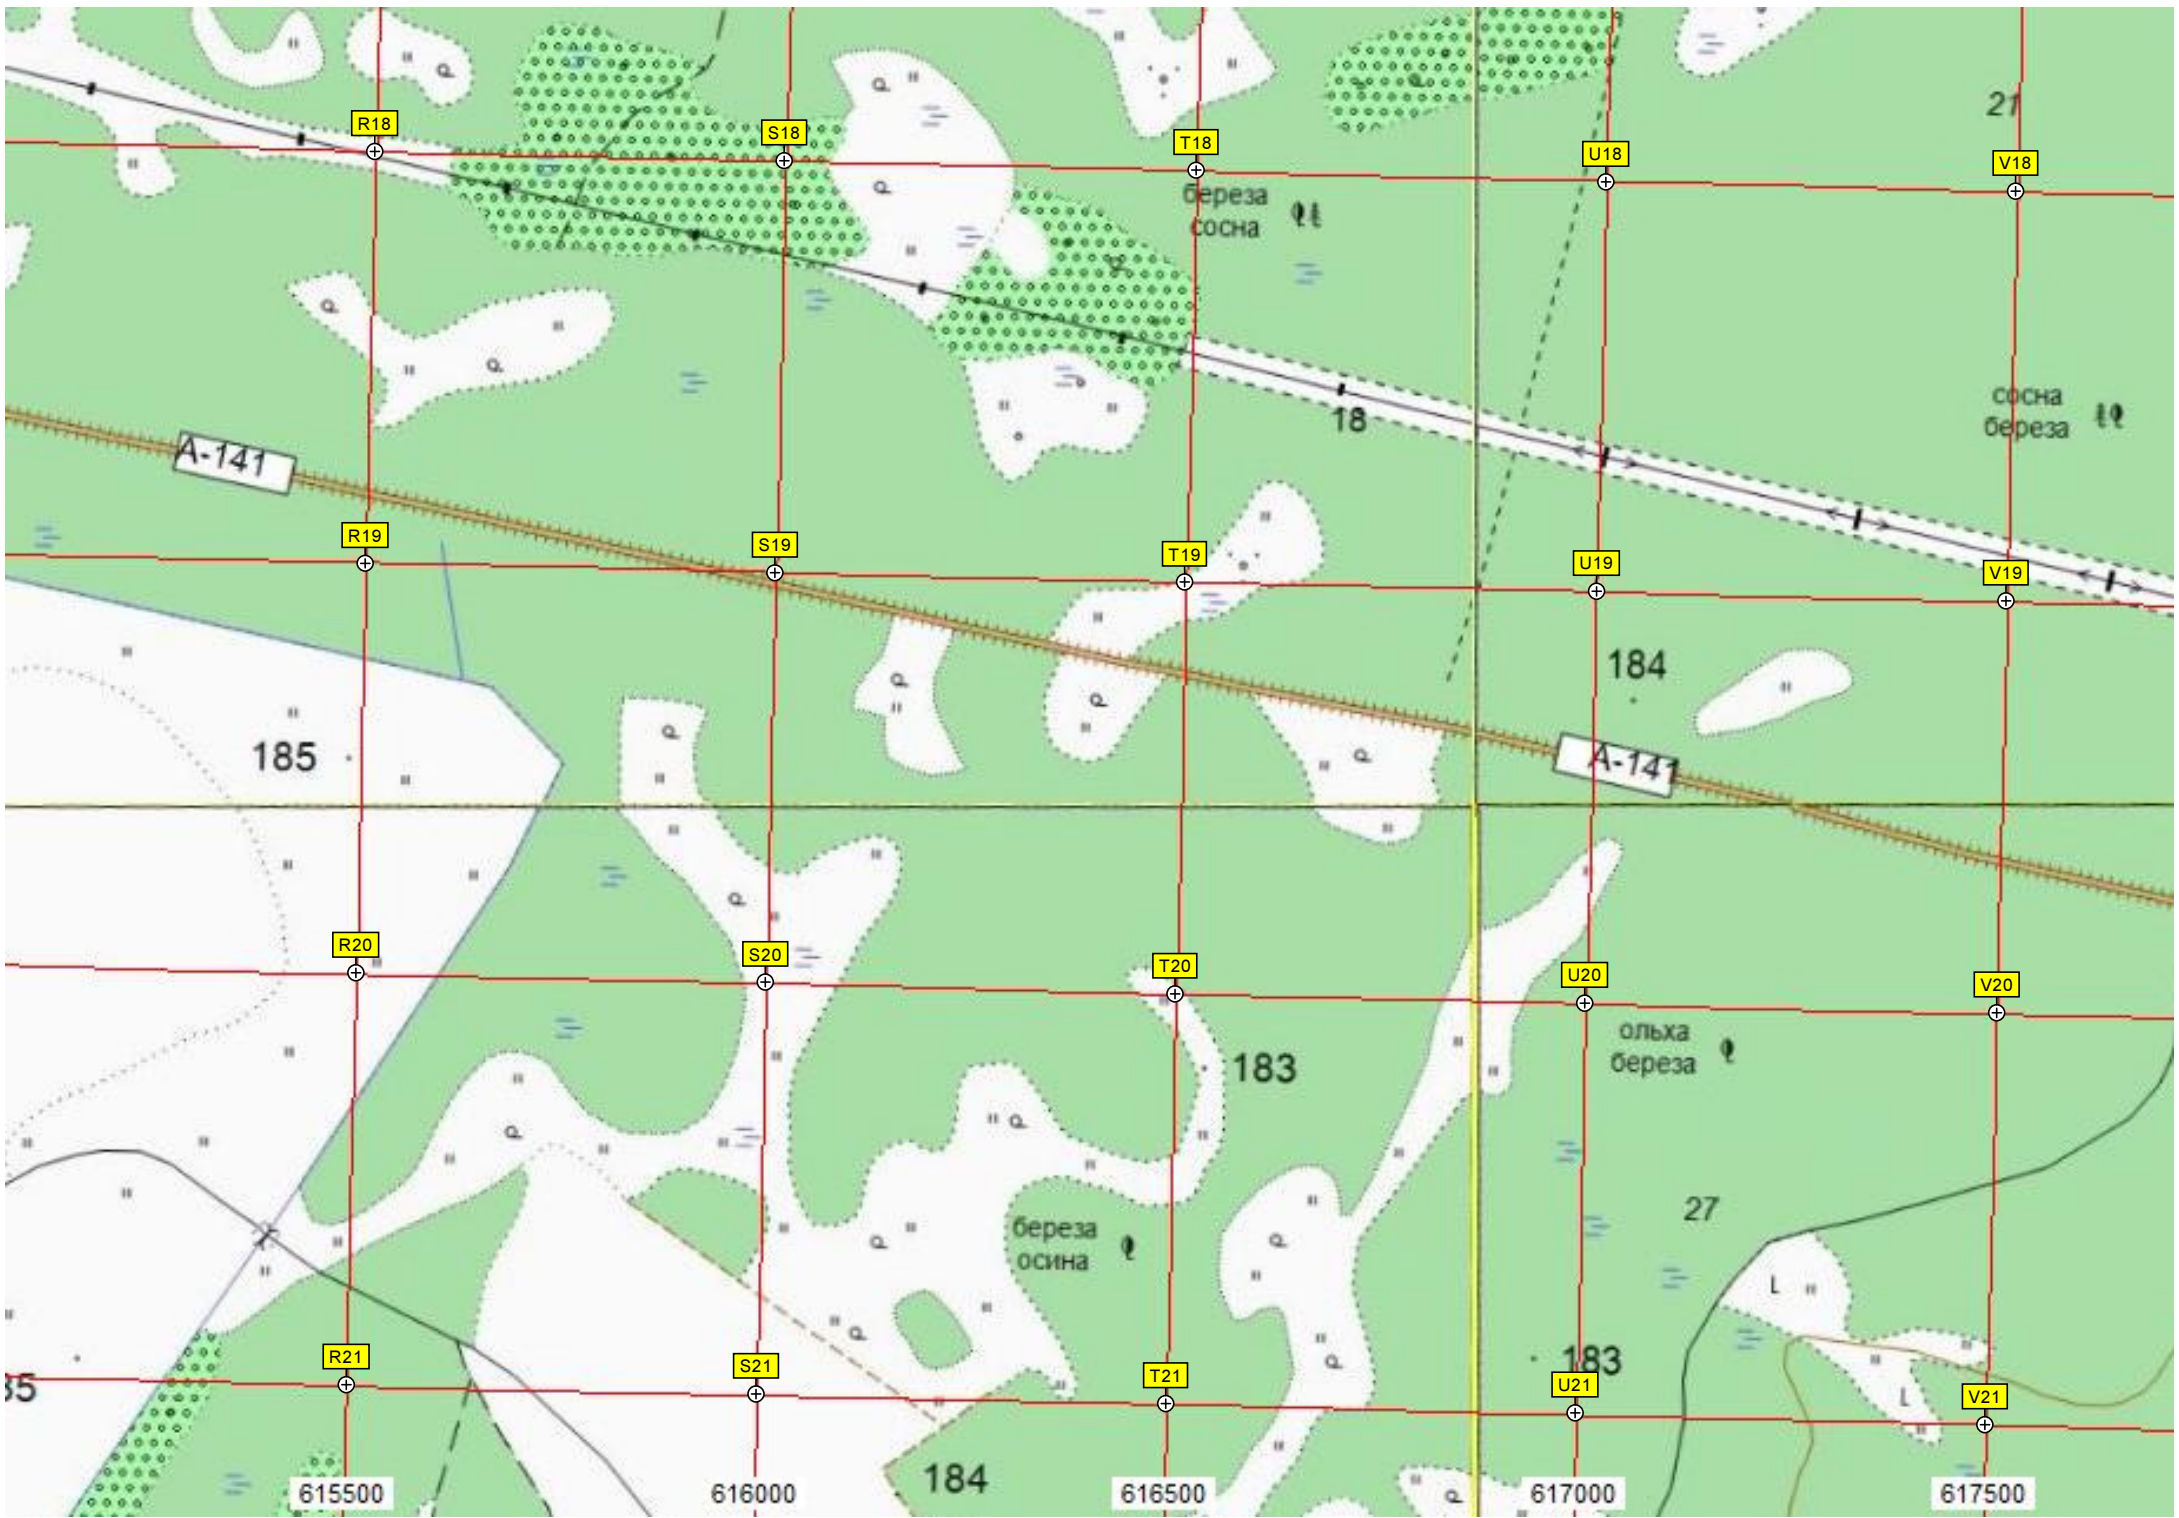 21
R18
S18
T18
U18
V18
береза
сосна
18
сосна
береза
А-141
R19
S19
T19
U19
V19
184
185
А-141
R20
S20
T20
U20
V20
183
ольха
береза
27
береза
осина
L
R21
S21
T21
183
U21
V21
L
35
184
615500
616000
616500
617000
617500